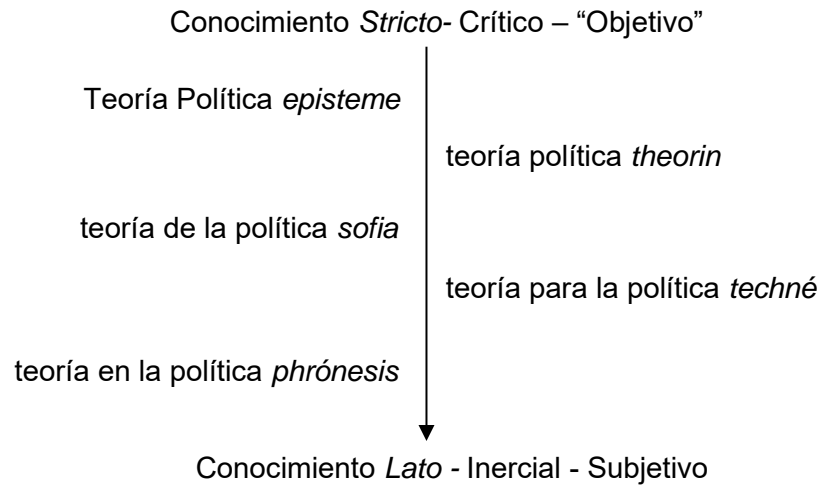 Conocimiento Stricto- Crítico – “Objetivo”
Teoría Política episteme
teoría política theorin
teoría de la política sofia
teoría para la política techné
teoría en la política phrónesis
Conocimiento Lato - Inercial - Subjetivo